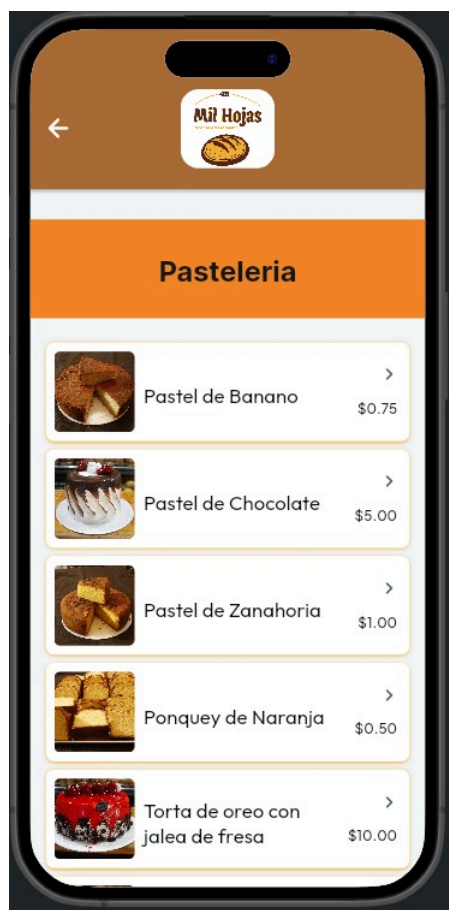 Mil Hojas
Pasteleria
Pastel de Banano
$0.75
Pastel de Chocolate
$5.00
Pastel de Zanahoria
$1.00
Ponquey de Naranja
$0.50
Torta de oreo con
jalea de fresa
$10.00